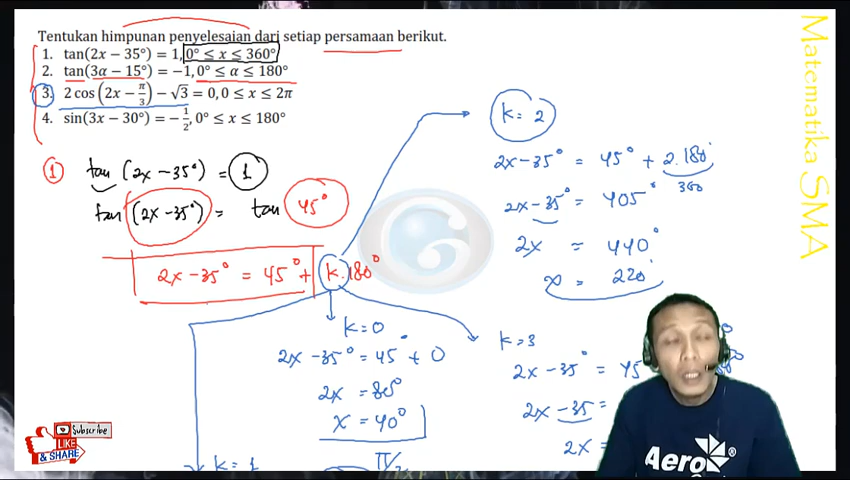 Tentukan himpunan penyelesaian dari setiap persamaan berikut.
1. tan(2x − 35°) = 1, 0° ≤ x ≤ 360°
2. tan(3α − 15°) = −1, 0° ≤ α ≤ 180°
3. 2 cos(2x − π/3) − √3 = 0, 0 ≤ x ≤ 2π
4. sin(3x − 30°) = −1/2, 0° ≤ x ≤ 180°
① tan (2x − 35°) = 1
tan (2x − 35°) = tan 45°
2x − 35° = 45° + k.180°
k = 2
2x − 35° = 45° + 2.180°
360
2x − 35° = 405°
2x = 440°
x = 220°
k = 0
2x − 35° = 45° + 0
2x = 80°
x = 40°
k = 3
2x − 35° = 45
2x − 35 =
2x =
k = 1
π/2
Matematika SMA
Subscribe
LIKE
& SHARE
Aero